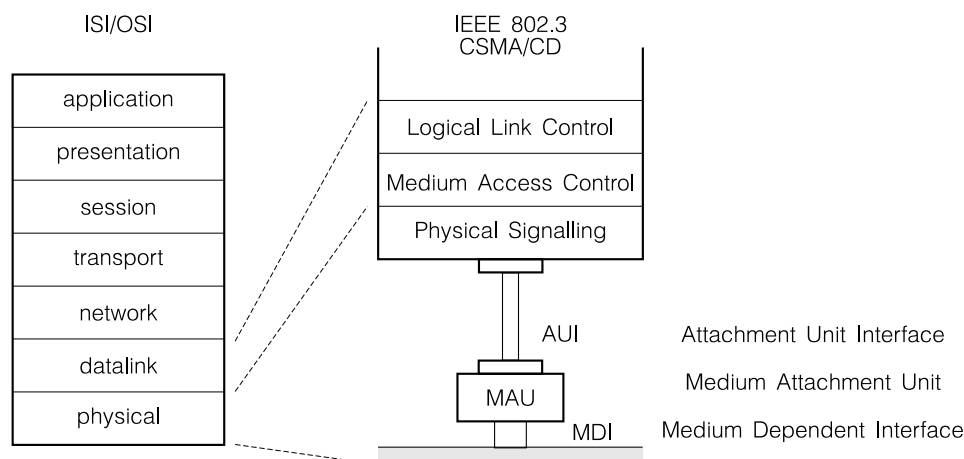 ISI/OSI
application
presentation
session
transport
network
datalink
physical
IEEE 802.3
CSMA/CD
Logical Link Control
Medium Access Control
Physical Signalling
AUI
Attachment Unit Interface
MAU
Medium Attachment Unit
MDI
Medium Dependent Interface